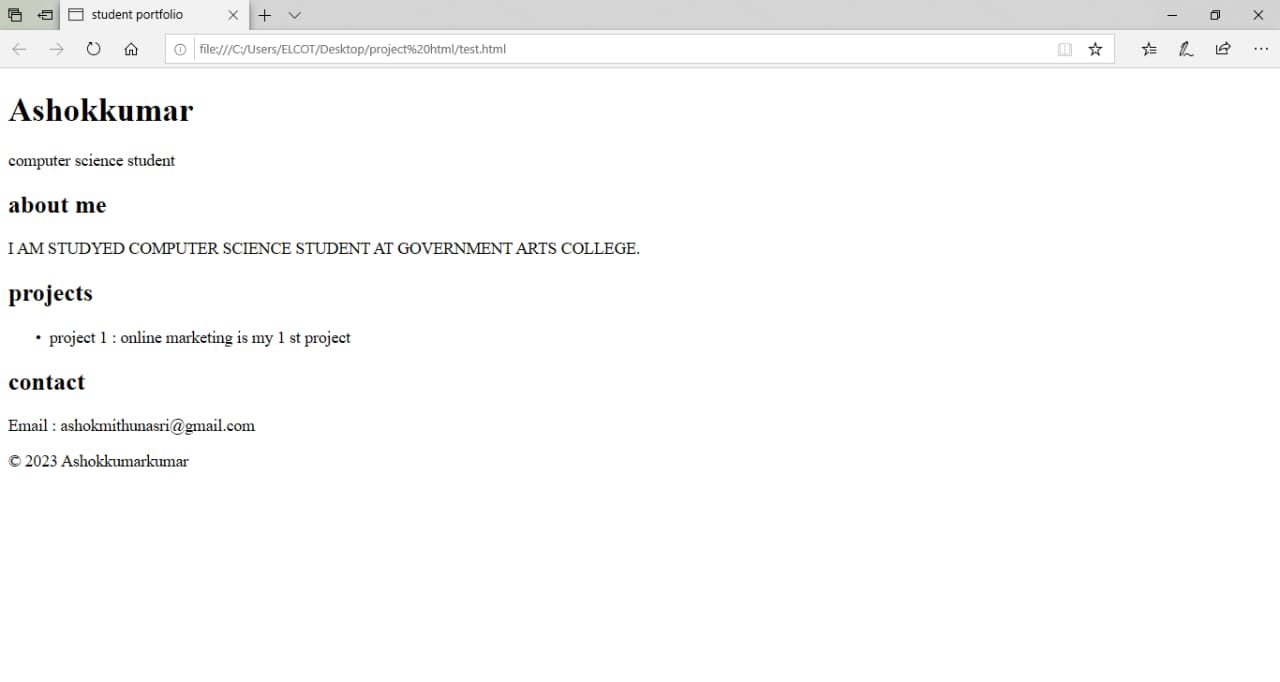 student portfolio
file:///C:/Users/ELCOT/Desktop/project%20html/test.html
Ashokkumar
computer science student
about me
I AM STUDYED COMPUTER SCIENCE STUDENT AT GOVERNMENT ARTS COLLEGE.
projects
• project 1 : online marketing is my 1 st project
contact
Email : ashokmithunasri@gmail.com
© 2023 Ashokkumarkumar